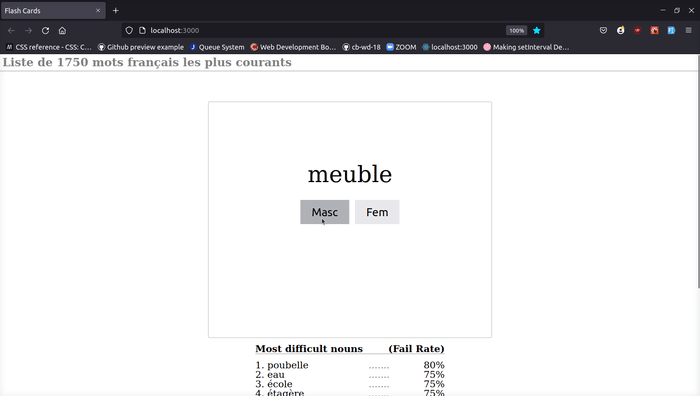 Flash Cards
localhost:3000
100%
CSS reference - CSS: C... Github preview example Queue System Web Development Bo... cb-wd-18 ZOOM localhost:3000 Making setInterval De...
Liste de 1750 mots français les plus courants
meuble
Masc Fem
Most difficult nouns (Fail Rate)
1. poubelle ....... 80%
2. eau ....... 75%
3. école ....... 75%
4. étagère ....... 75%